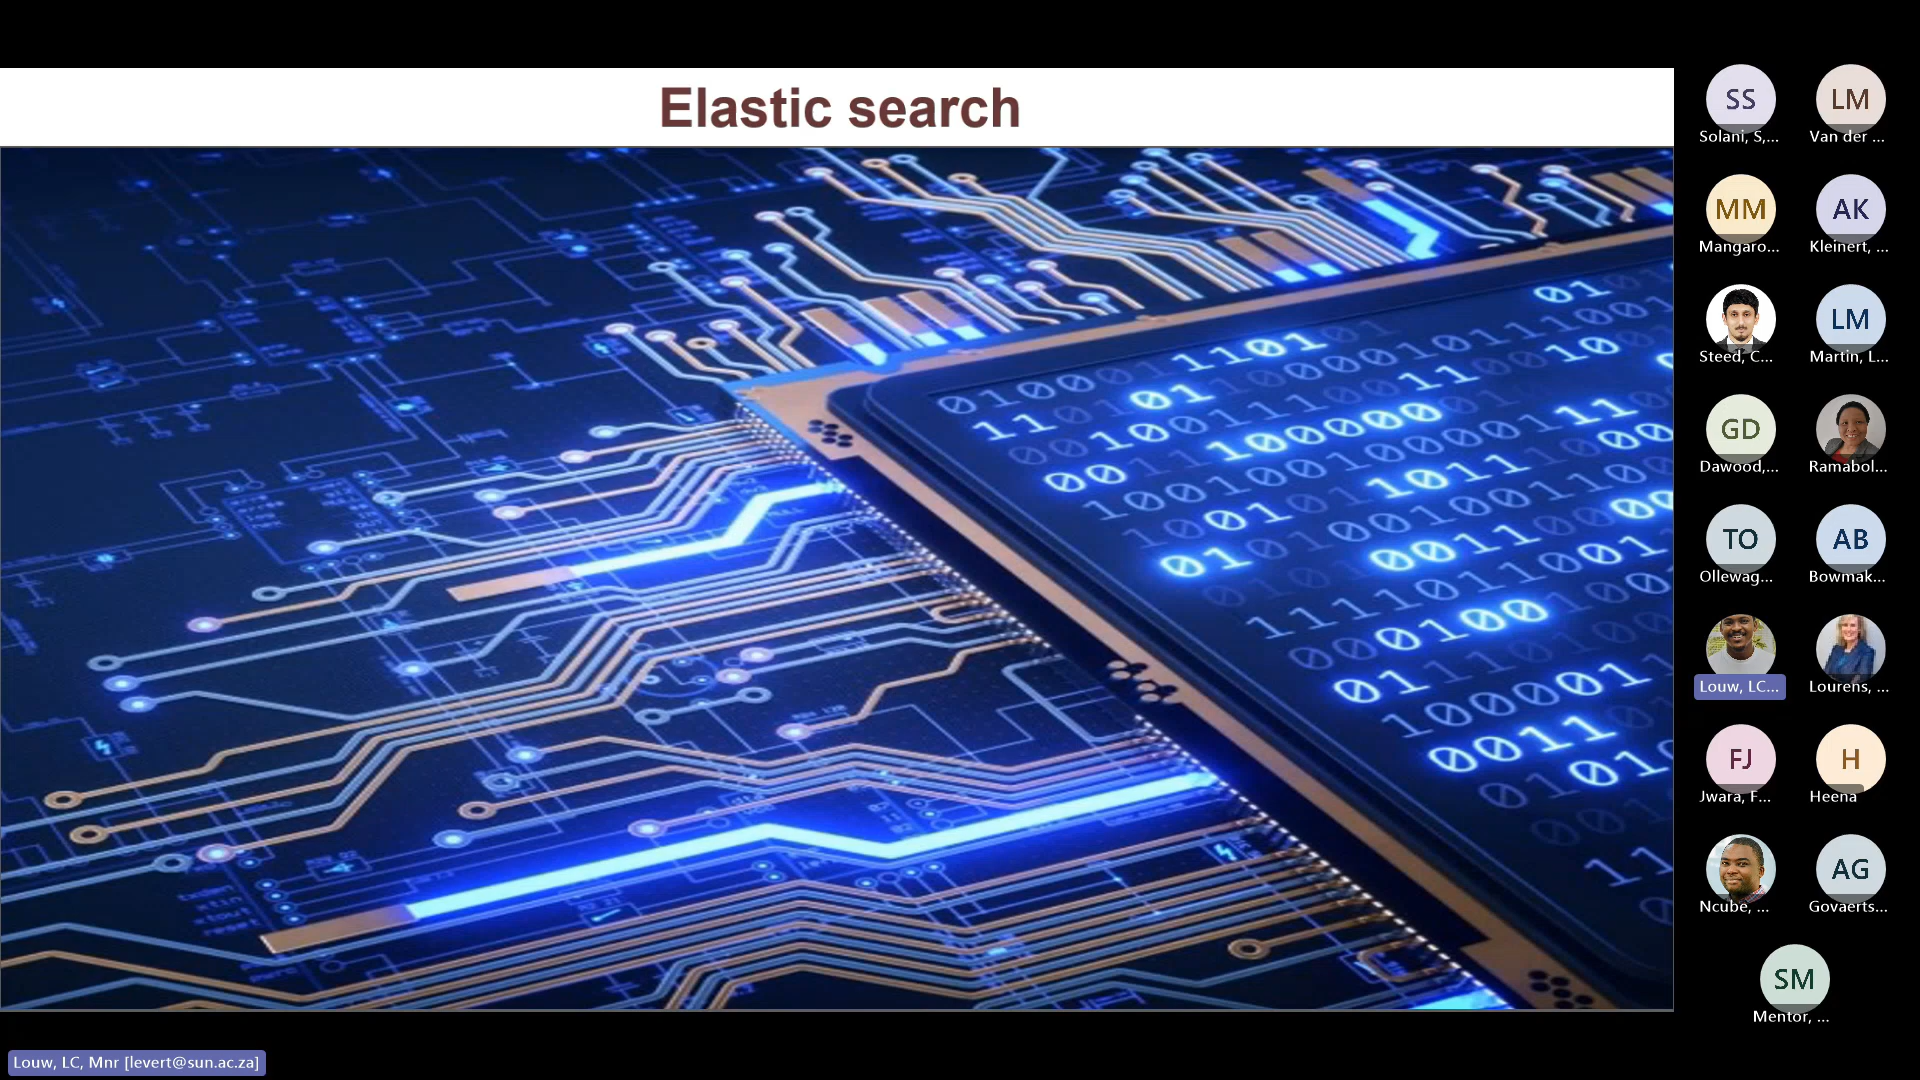 Elastic search
SS
Solani, S,...
LM
Van der ...
MM
Mangaro...
AK
Kleinert, ...
Steed, C...
LM
Martin, L...
GD
Dawood,...
Ramabol...
TO
Ollewag...
AB
Bowmak...
Louw, LC...
Lourens, ...
FJ
Jwara, F...
H
Heena
Ncube, ...
AG
Govaerts...
SM
Mentor, ...
Louw, LC, Mnr [levert@sun.ac.za]